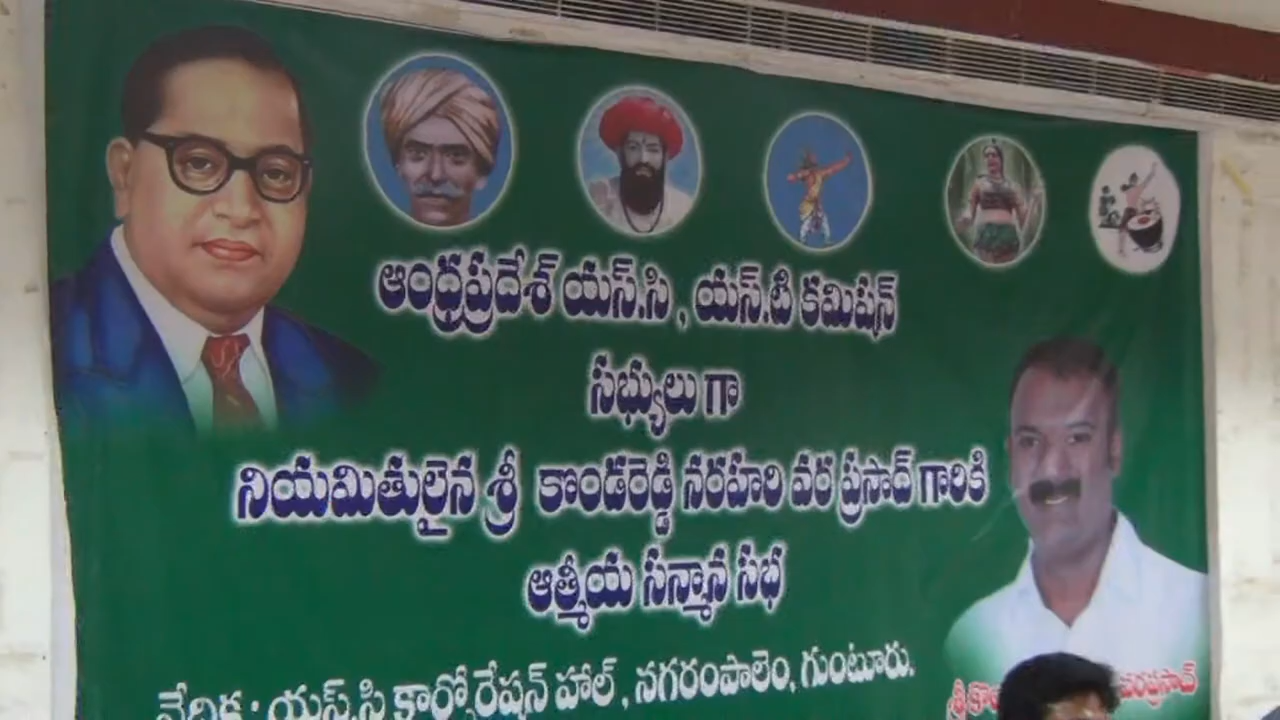 ఆంధ్రప్రదేశ్ యస్.సి, యస్.టి కమిషన్
సభ్యులు గా
నియమితులైన శ్రీ కొండరెడ్డి నరహరి వర ప్రసాద్ గారికి
ఆత్మీయ సన్మాన సభ
వేదిక : యస్.సి కార్పోరేషన్ హాల్, నగరంపాలెం, గుంటూరు.
శ్రీ